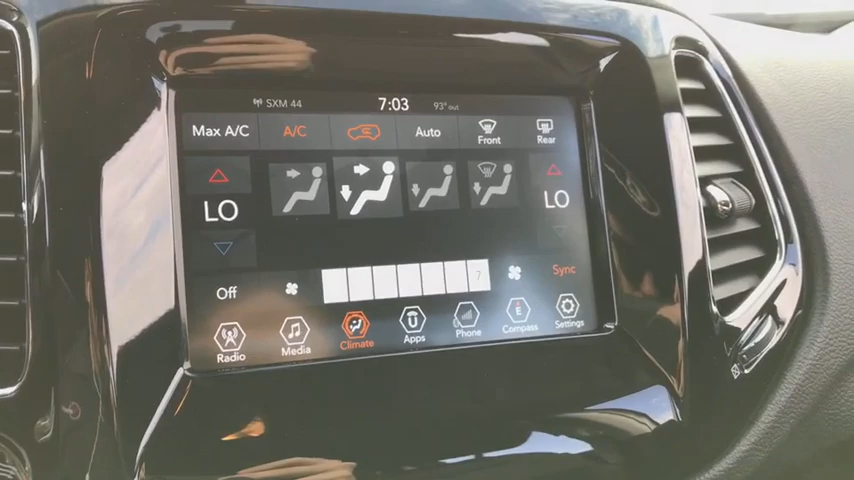 SXM 44 7:03 93° out
Max A/C A/C Auto Front Rear
LO LO
Off 7 Sync
Radio Media Climate Apps Phone E Compass Settings